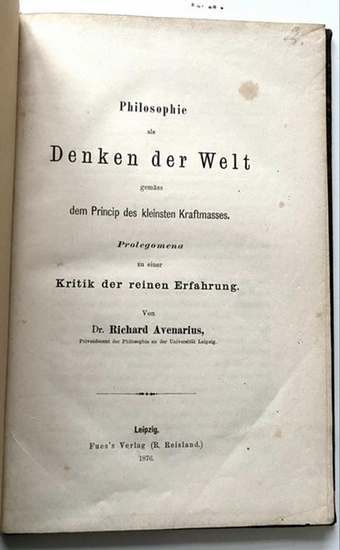 Philosophie
als
Denken der Welt
gemäss
dem Princip des kleinsten Kraftmasses.
Prolegomena
zu einer
Kritik der reinen Erfahrung.
Von
Dr. Richard Avenarius,
Privatdocent der Philosophie an der Universität Leipzig.
Leipzig,
Fues's Verlag (R. Reisland.)
1876.